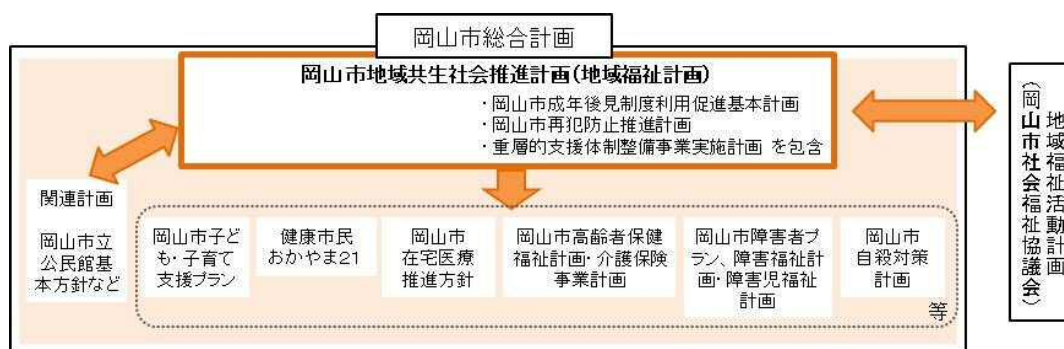 岡山市総合計画
岡山市地域共生社会推進計画(地域福祉計画)
・岡山市成年後見制度利用促進基本計画
・岡山市再犯防止推進計画
・重層的支援体制整備事業実施計画 を包含
関連計画
岡山市立
公民館基
本方針など
岡山市子ど
も・子育て
支援プラン
健康市民
おかやま21
岡山市
在宅医療
推進方針
岡山市高齢者保健
福祉計画・介護保険
事業計画
岡山市障害者プ
ラン、障害福祉計
画・障害児福祉
計画
岡山市
自殺対策
計画
等
地域福祉活動計画
(岡山市社会福祉協議会)